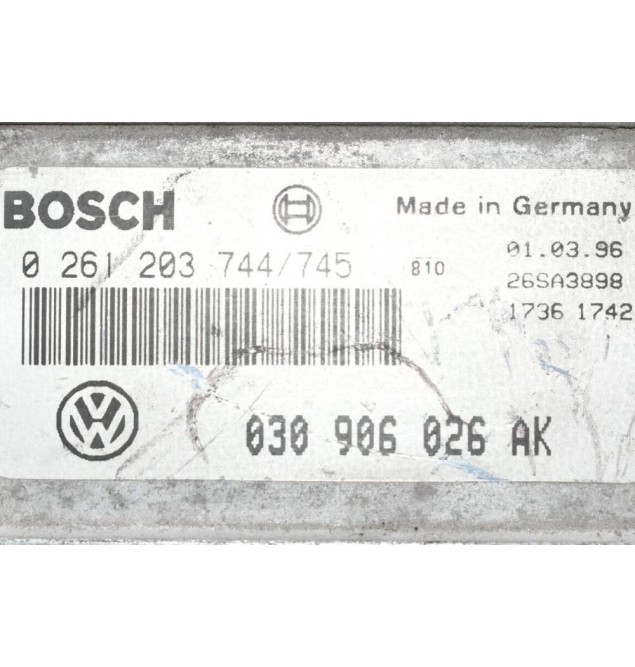 BOSCH
Made in Germany
0 261 203 744/745
810
01.03.96
26SA3898
1736 1742
VW
030 906 026 AK